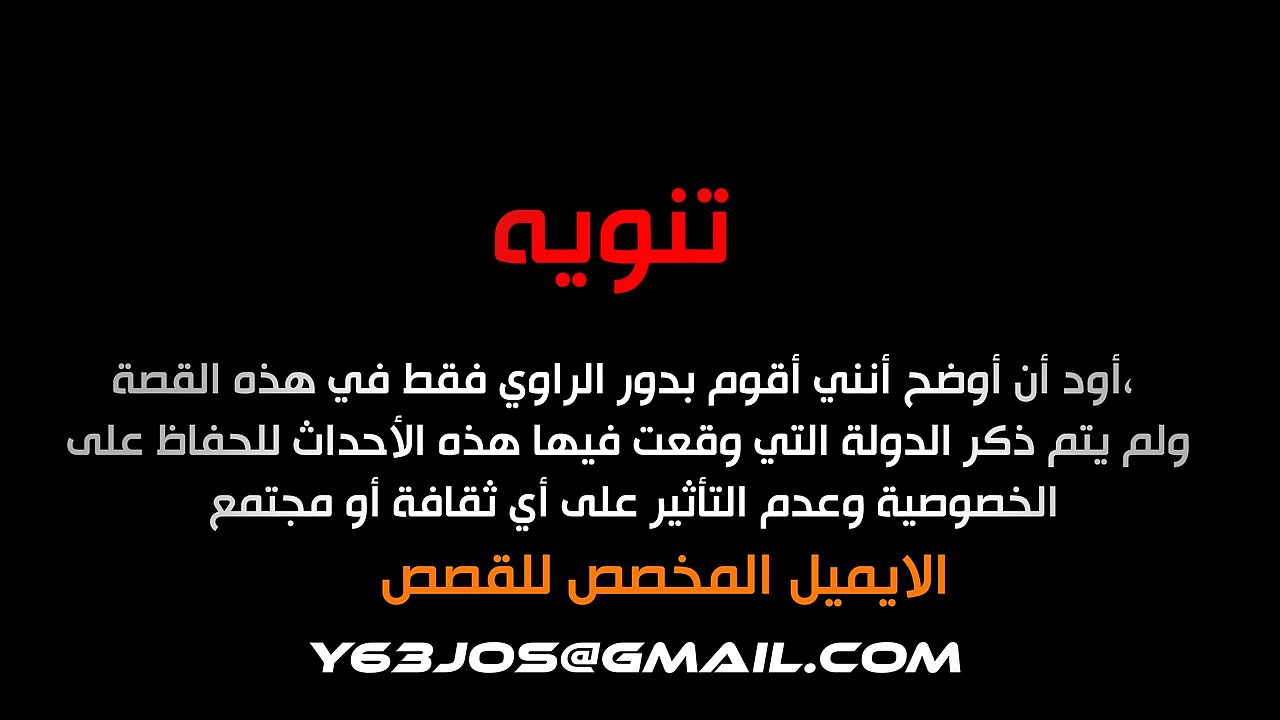 تنويه
أود أن أوضح أنني أقوم بدور الراوي فقط في هذه القصة،
ولم يتم ذكر الدولة التي وقعت فيها هذه الأحداث للحفاظ على
الخصوصية وعدم التأثير على أي ثقافة أو مجتمع
الايميل المخصص للقصص
Y63JOS@GMAIL.COM